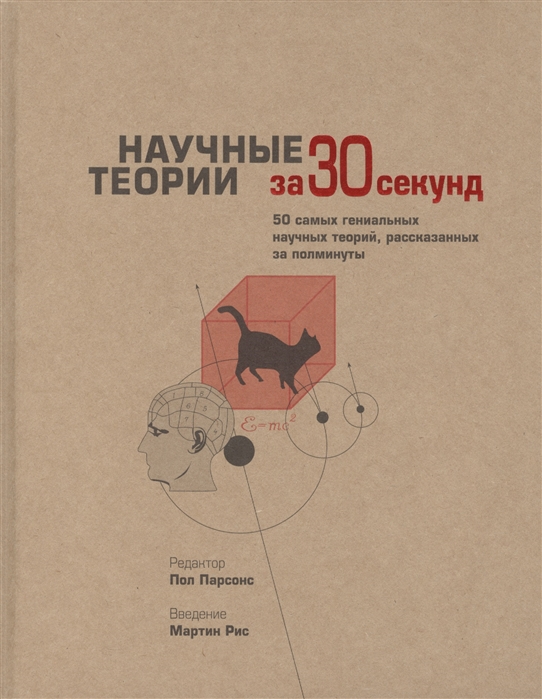 НАУЧНЫЕ
ТЕОРИИ за 30 секунд
50 самых гениальных
научных теорий, рассказанных
за полминуты
E=mc²
Редактор
Пол Парсонс
Введение
Мартин Рис